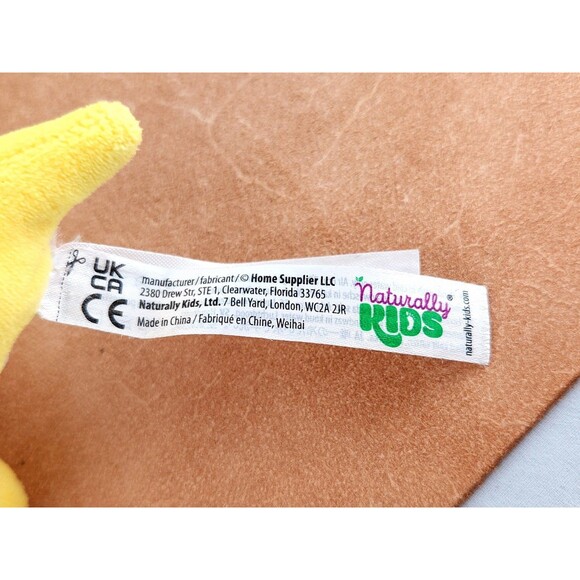 UK
CA
CE
manufacturer/fabricant/© Home Supplier LLC
2380 Drew Str, STE 1, Clearwater, Florida 33765
Naturally Kids, Ltd. 7 Bell Yard, London, WC2A 2JR
Made in China / Fabriqué en Chine, Weihai
Naturally
KIDS®
naturally-kids.com